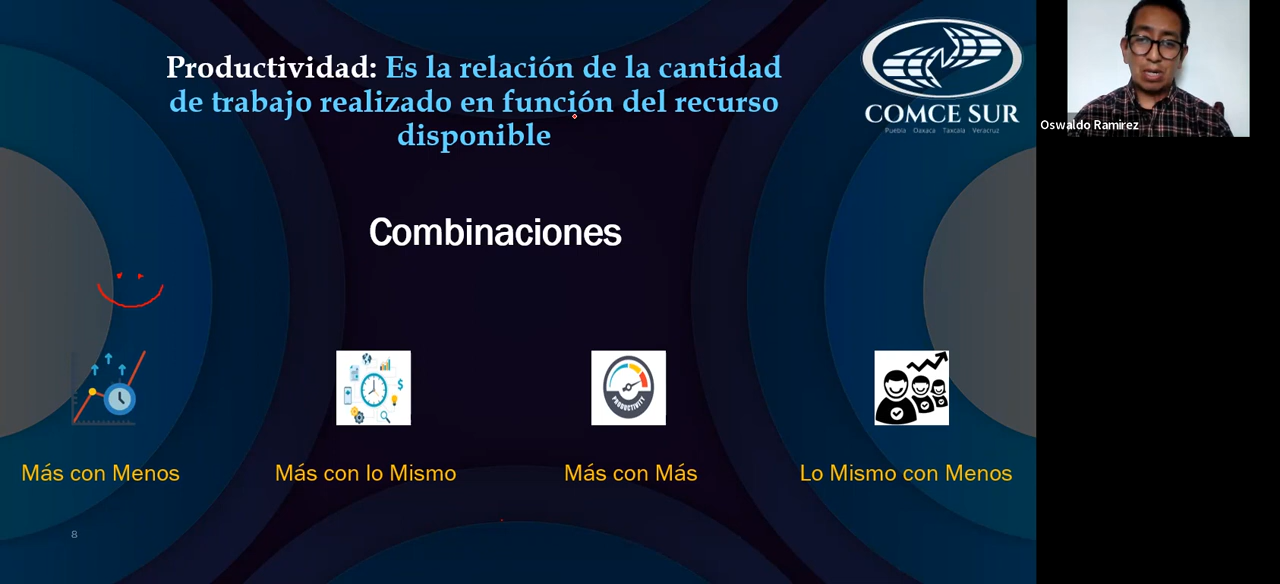 Productividad: Es la relación de la cantidad
de trabajo realizado en función del recurso
disponible
COMCE SUR
Puebla Oaxaca Taxcala Veracruz
Oswaldo Ramirez
Combinaciones
PRODUCTIVITY
Más con Menos
Más con lo Mismo
Más con Más
Lo Mismo con Menos
8